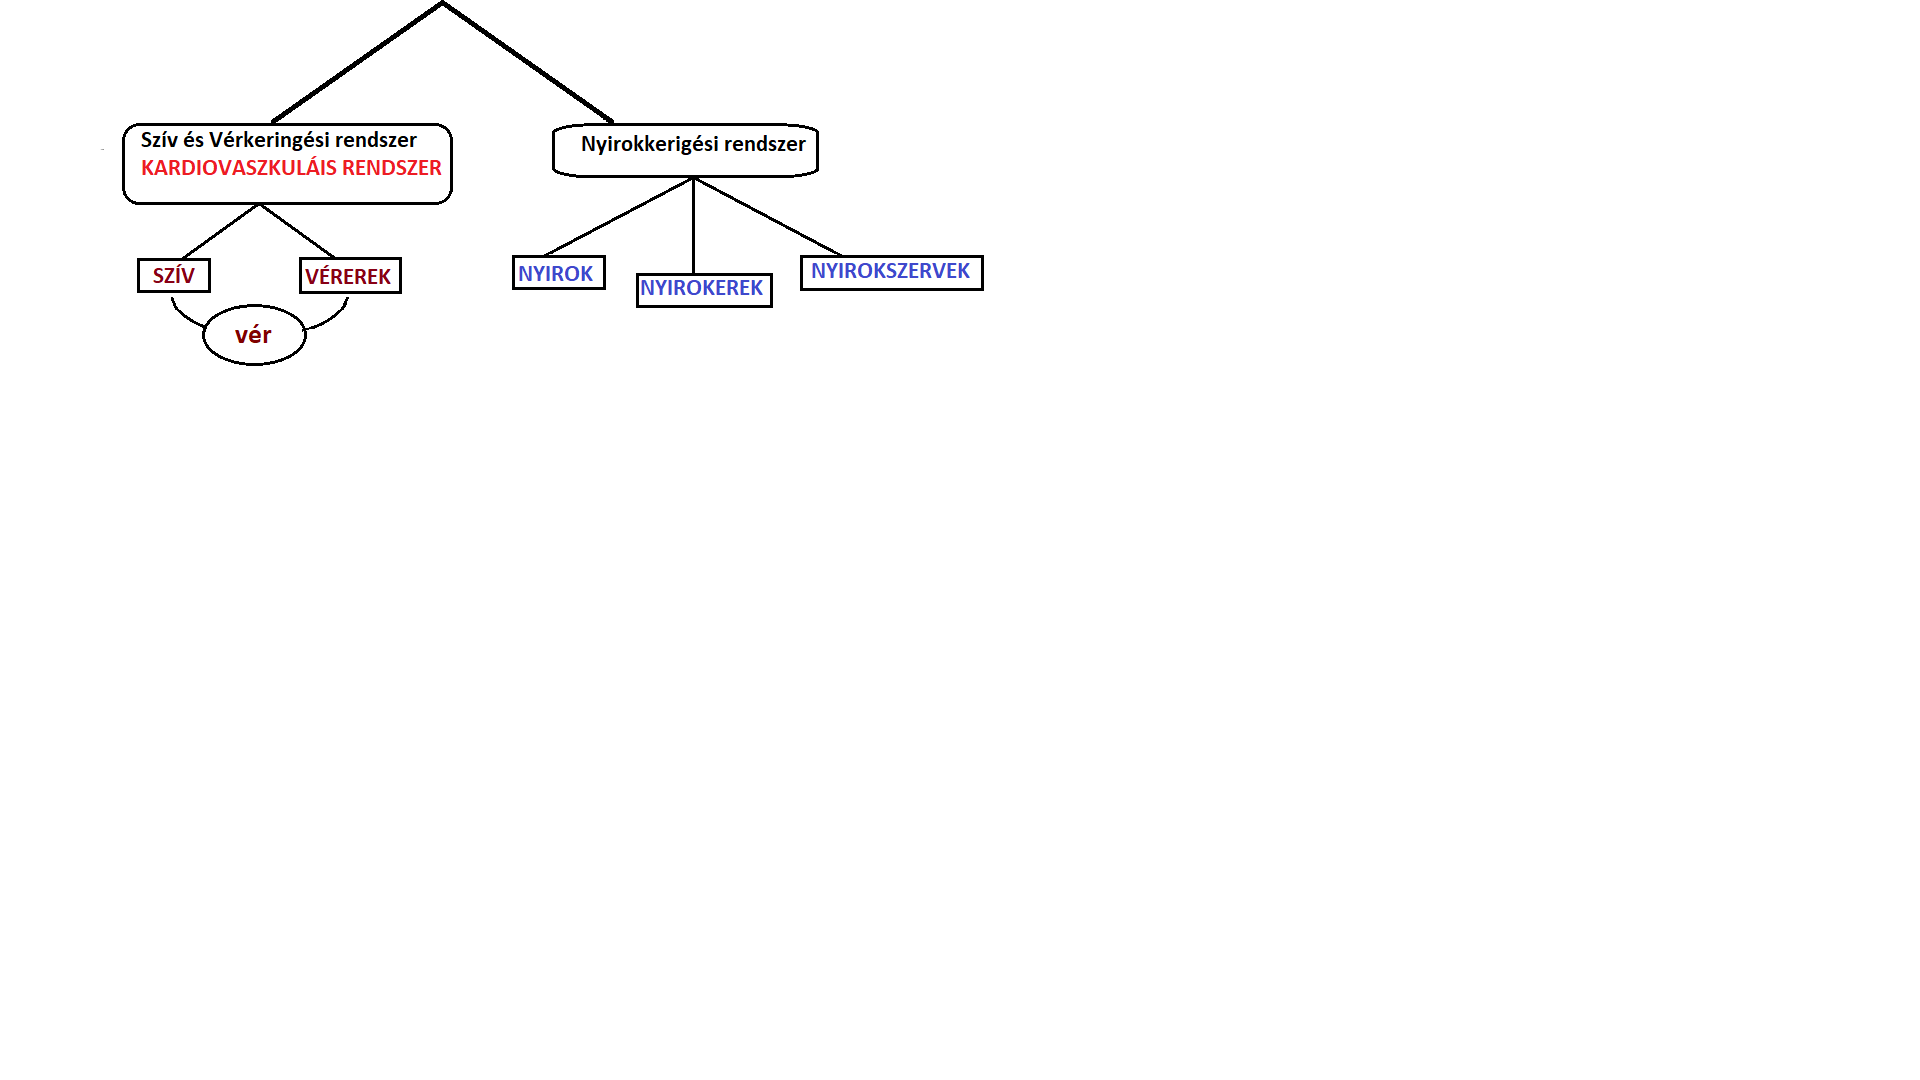 Szív és Vérkeringési rendszer
KARDIOVASZKULÁIS RENDSZER
Nyirokkerigési rendszer
SZÍV
VÉREREK
vér
NYIROK
NYIROKEREK
NYIROKSZERVEK